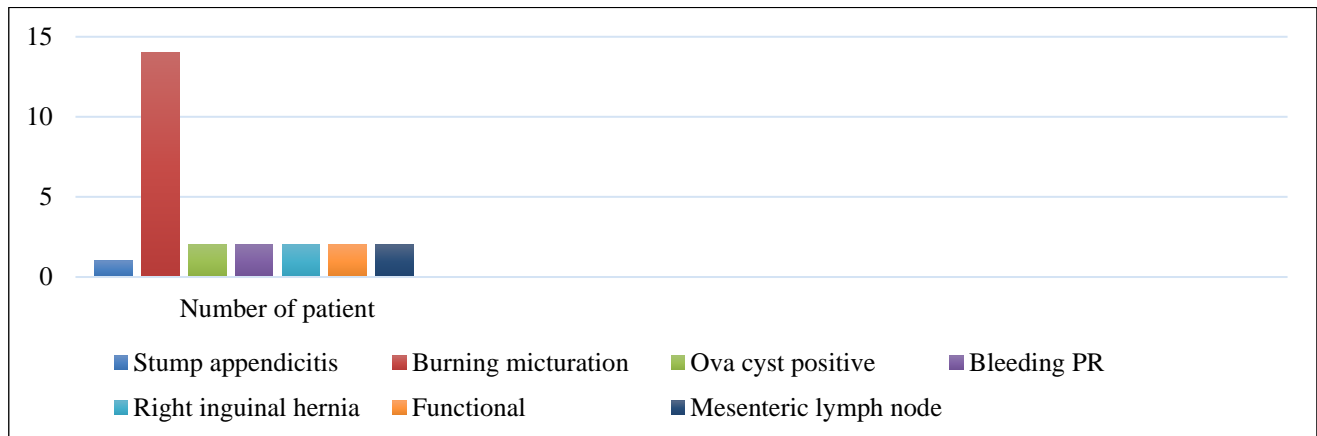 15
10
5
0
Number of patient
Stump appendicitis Burning micturation Ova cyst positive Bleeding PR
Right inguinal hernia Functional Mesenteric lymph node